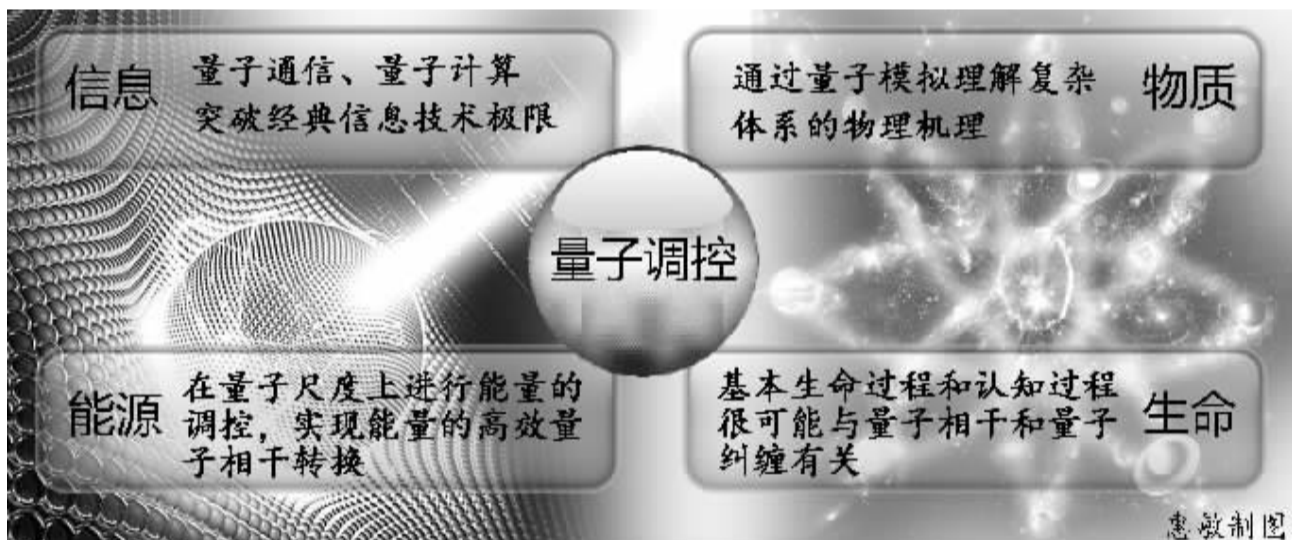 信息
量子通信、量子计算
突破经典信息技术极限
通过量子模拟理解复杂
体系的物理机理
物质
量子调控
能源
在量子尺度上进行能量的
调控，实现能量的高效量
子相干转换
基本生命过程和认知过程
很可能与量子相干和量子
纠缠有关
生命
惠敏制图